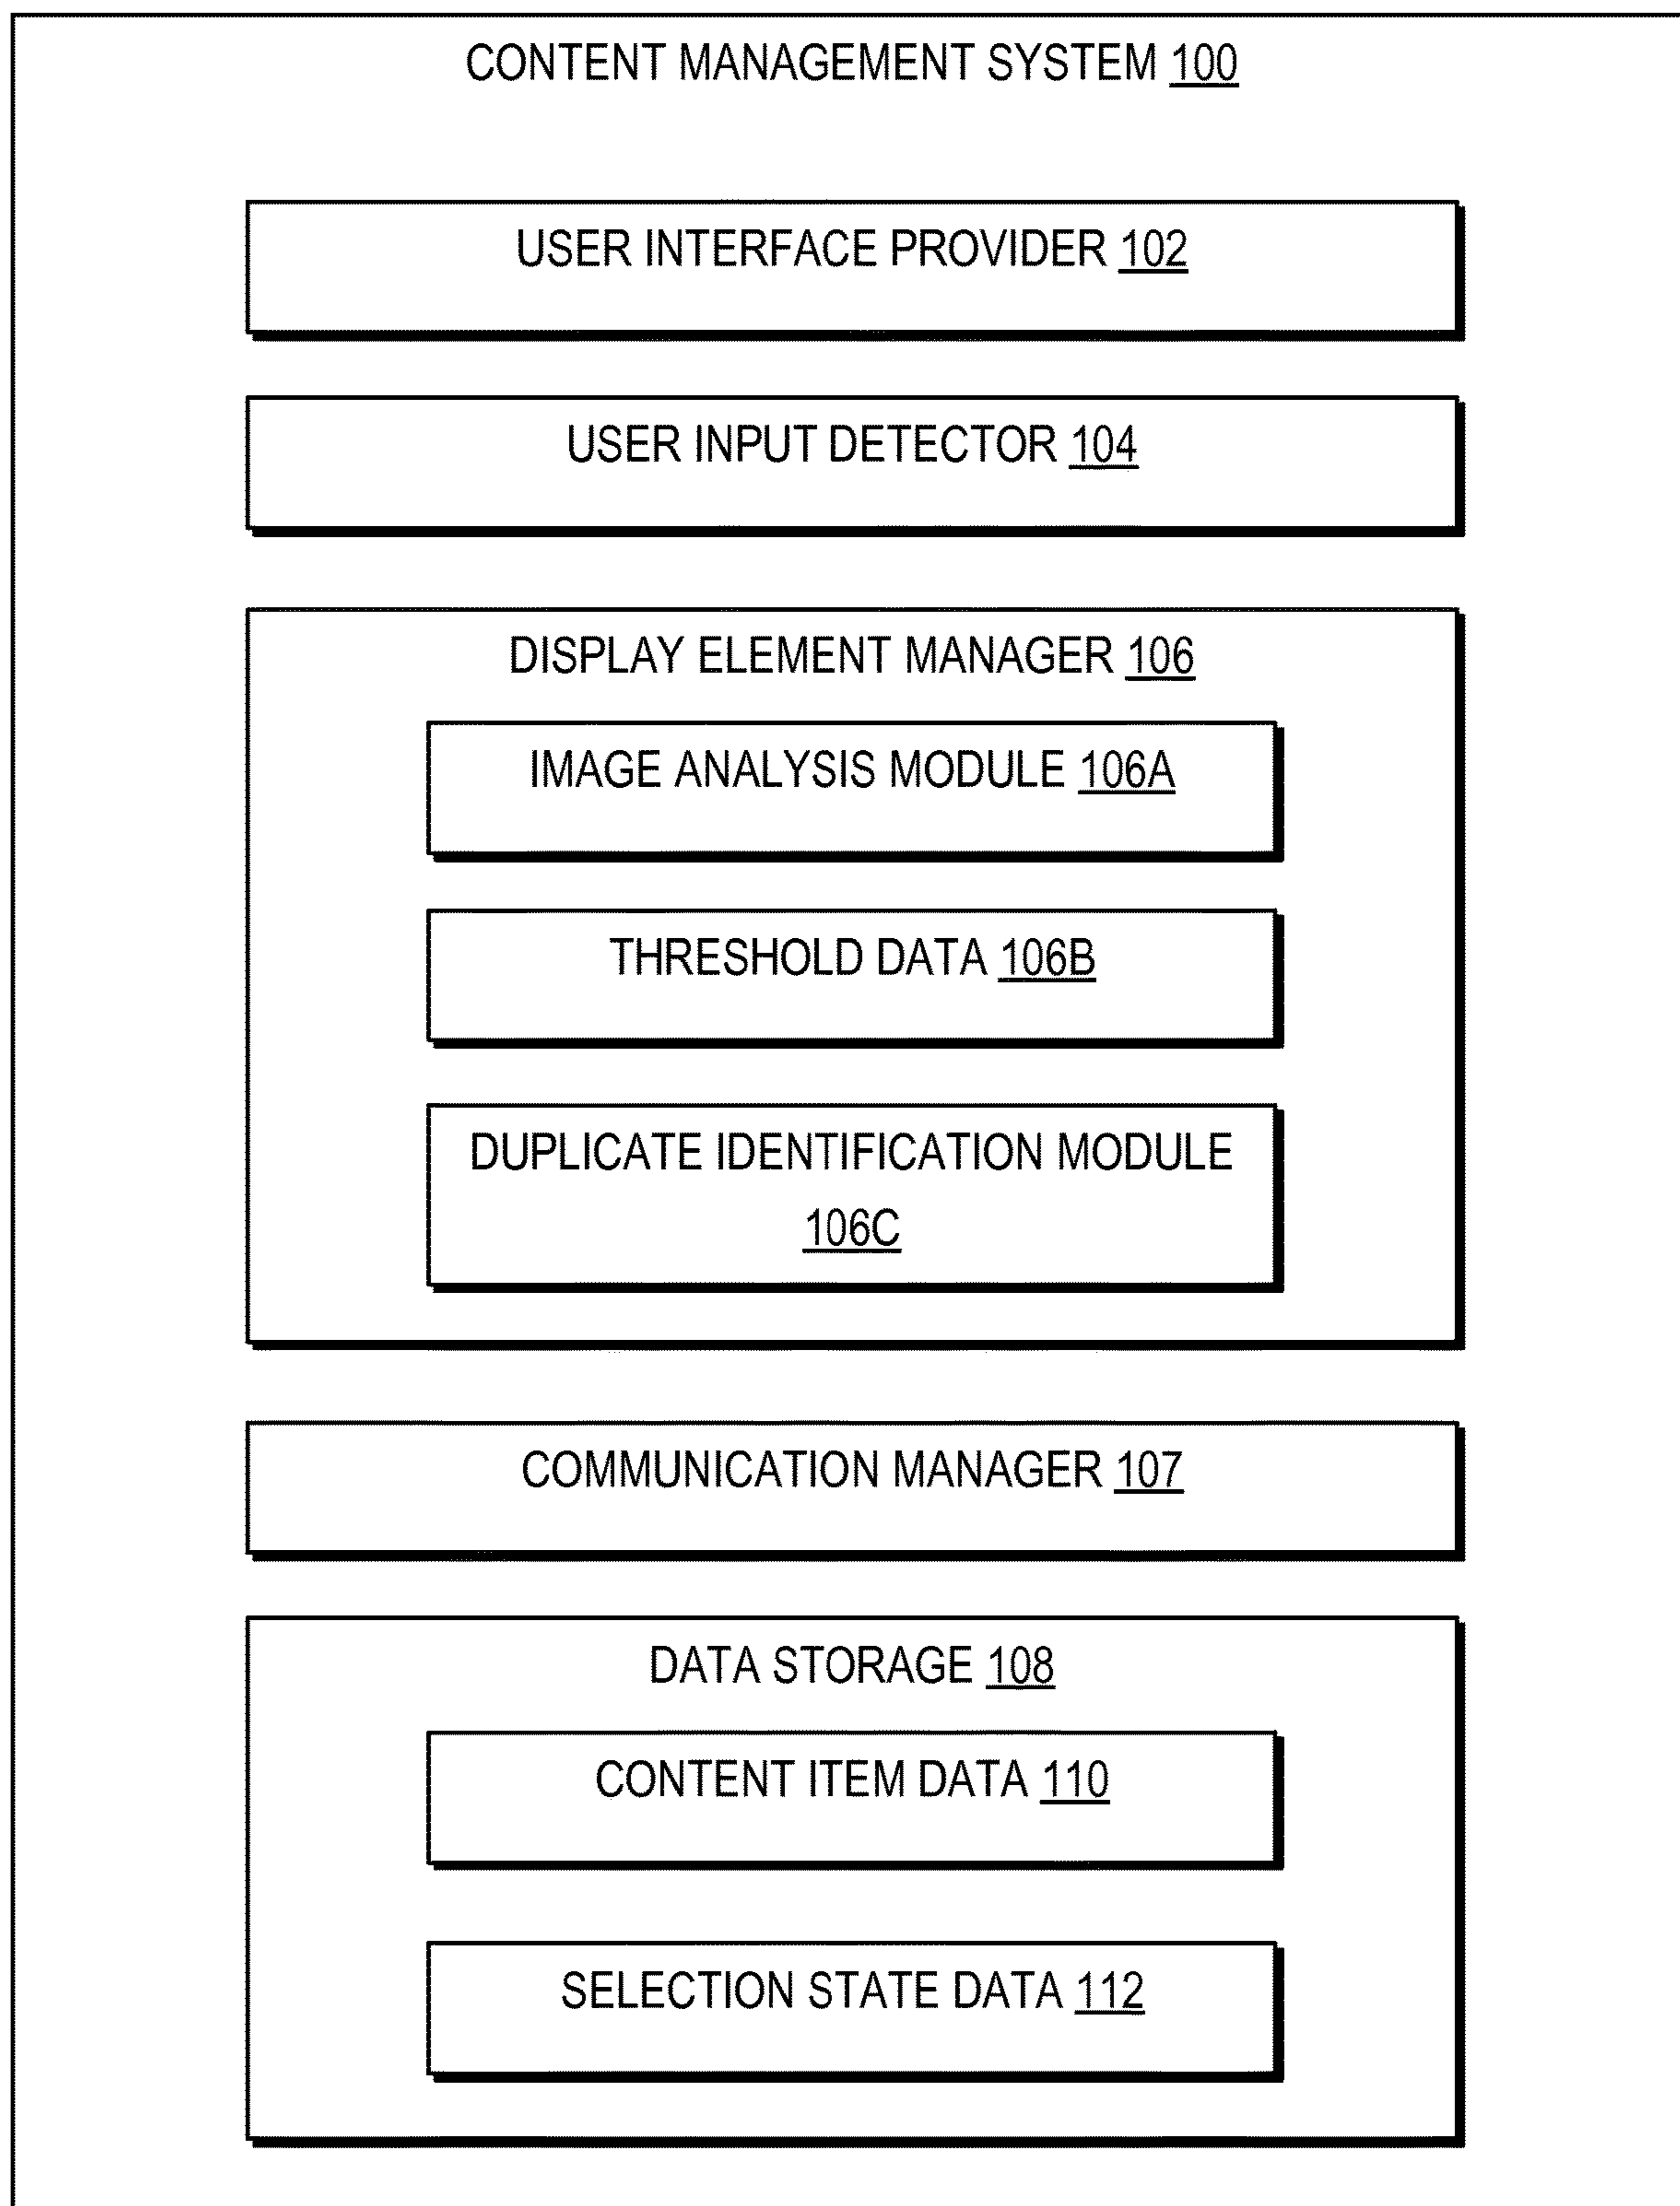 CONTENT MANAGEMENT SYSTEM 100
USER INTERFACE PROVIDER 102
USER INPUT DETECTOR 104
DISPLAY ELEMENT MANAGER 106
IMAGE ANALYSIS MODULE 106A
THRESHOLD DATA 106B
DUPLICATE IDENTIFICATION MODULE
106C
COMMUNICATION MANAGER 107
DATA STORAGE 108
CONTENT ITEM DATA 110
SELECTION STATE DATA 112